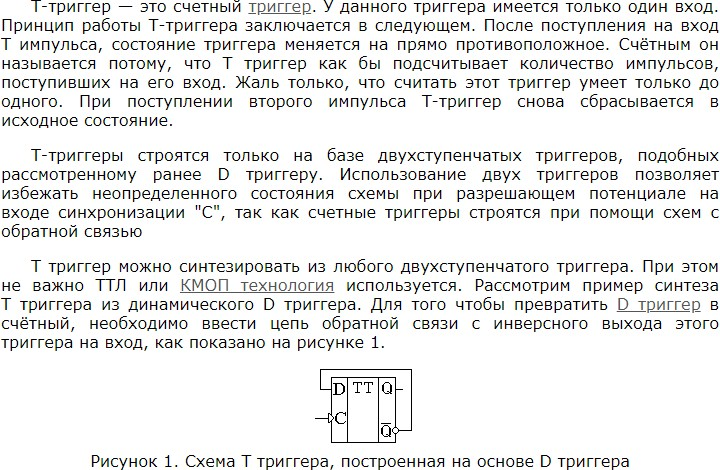 Т-триггер — это счетный триггер. У данного триггера имеется только один вход.
Принцип работы Т-триггера заключается в следующем. После поступления на вход
Т импульса, состояние триггера меняется на прямо противоположное. Счётным он
называется потому, что Т триггер как бы подсчитывает количество импульсов,
поступивших на его вход. Жаль только, что считать этот триггер умеет только до
одного. При поступлении второго импульса Т-триггер снова сбрасывается в
исходное состояние.
Т-триггеры строятся только на базе двухступенчатых триггеров, подобных
рассмотренному ранее D триггеру. Использование двух триггеров позволяет
избежать неопределенного состояния схемы при разрешающем потенциале на
входе синхронизации "C", так как счетные триггеры строятся при помощи схем с
обратной связью
Т триггер можно синтезировать из любого двухступенчатого триггера. При этом
не важно ТТЛ или КМОП технология используется. Рассмотрим пример синтеза
Т триггера из динамического D триггера. Для того чтобы превратить D триггер в
счётный, необходимо ввести цепь обратной связи с инверсного выхода этого
триггера на вход, как показано на рисунке 1.
D TT Q
C
Q̅
Рисунок 1. Схема Т триггера, построенная на основе D триггера